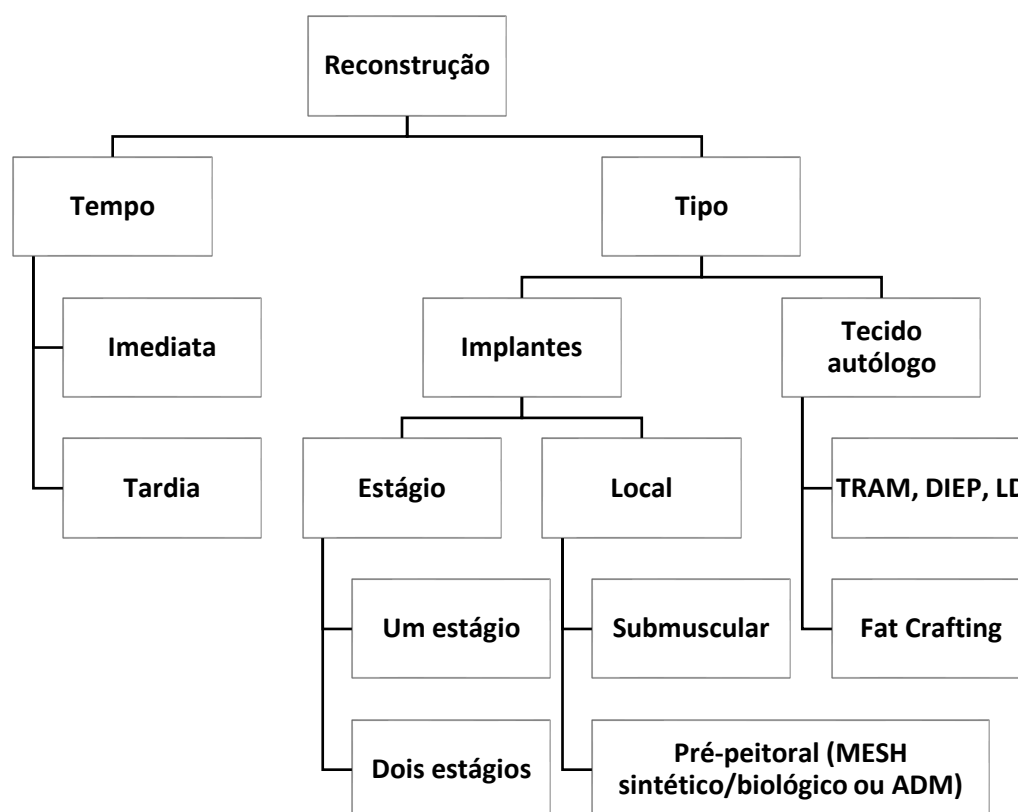 Reconstrução
Tempo
Tipo
Imediata
Tardia
Implantes
Tecido
autólogo
Estágio
Local
TRAM, DIEP, LD
Um estágio
Submuscular
Fat Crafting
Dois estágios
Pré-peitoral (MESH
sintético/biológico ou ADM)